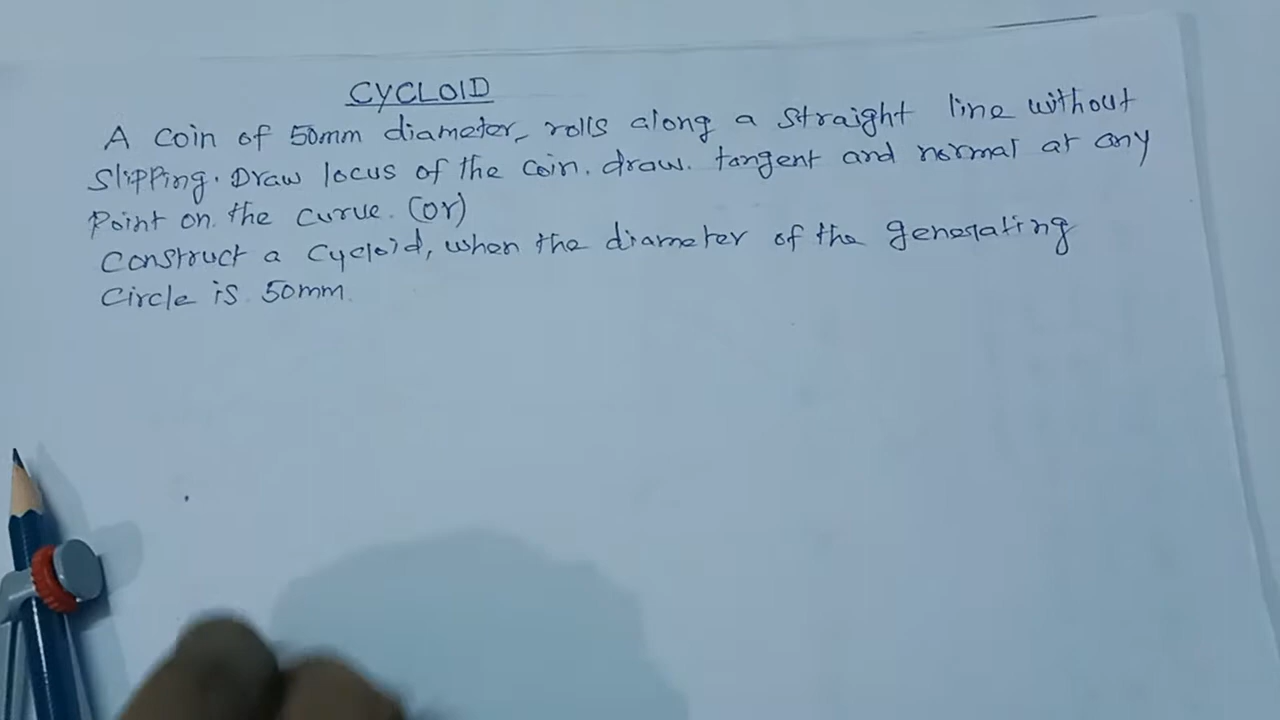 CYCLOID
A coin of 50mm diameter, rolls along a straight line without
slipping. Draw locus of the coin. draw. tangent and normal at any
Point on the curve. (or)
Construct a cycloid, when the diameter of the generating
Circle is 50mm.